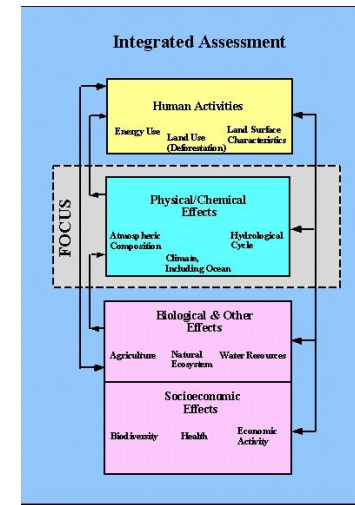 Integrated Assessment
Human Activities
Energy Use
Land Use
(Deforestation)
Land Surface
Characteristics
FOCUS
Physical/Chemical
Effects
Atmospheric
Composition
Hydrological
Cycle
Climate,
Including Ocean
Biological & Other
Effects
Agriculture
Natural
Ecosystem
Water Resources
Socioeconomic
Effects
Biodiversity
Health
Economic
Activity